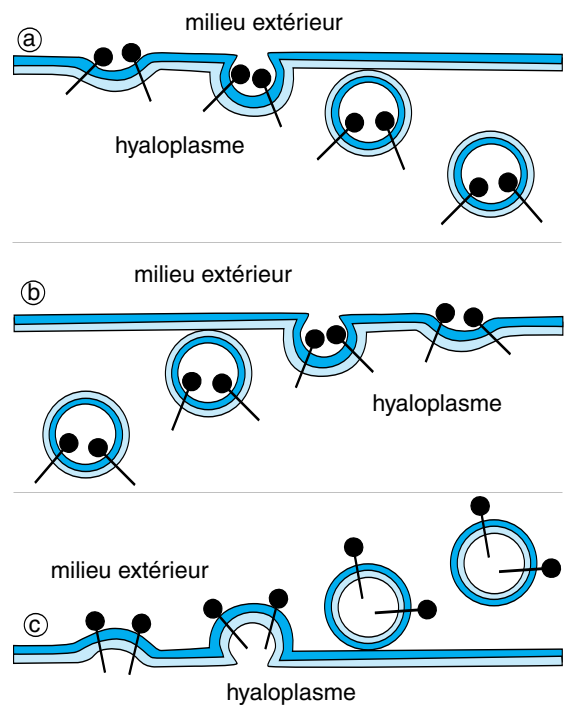 milieu extérieur
a
hyaloplasme
milieu extérieur
b
hyaloplasme
milieu extérieur
c
hyaloplasme